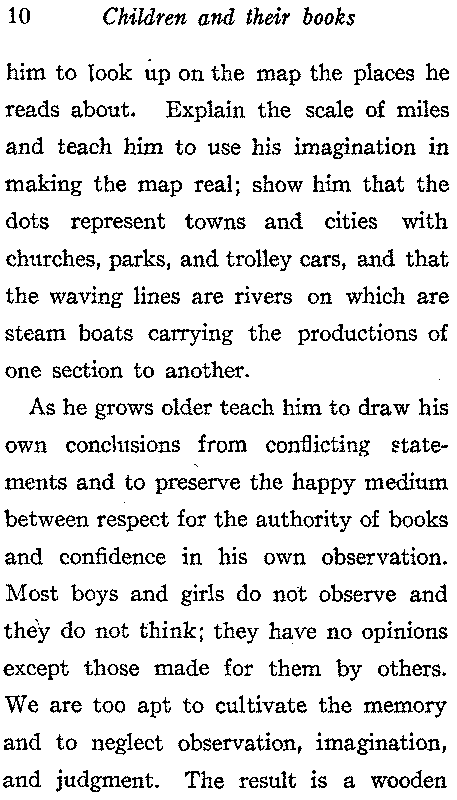 10 Children and their books
him to look up on the map the places he
reads about. Explain the scale of miles
and teach him to use his imagination in
making the map real; show him that the
dots represent towns and cities with
churches, parks, and trolley cars, and that
the waving lines are rivers on which are
steam boats carrying the productions of
one section to another.
As he grows older teach him to draw his
own conclusions from conflicting state-
ments and to preserve the happy medium
between respect for the authority of books
and confidence in his own observation.
Most boys and girls do not observe and
they do not think; they have no opinions
except those made for them by others.
We are too apt to cultivate the memory
and to neglect observation, imagination,
and judgment. The result is a wooden